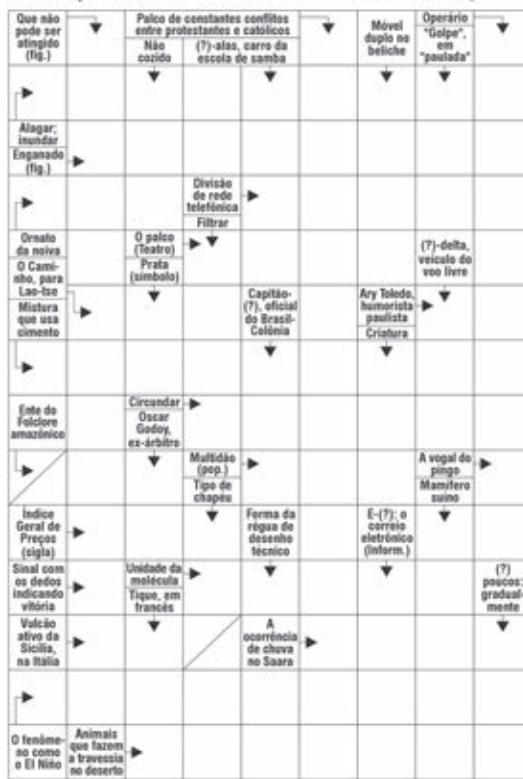 Que não
pode ser
atingido
(fig.)
Palco de constantes conflitos
entre protestantes e católicos
Não
cozido
(?)-alas, carro da
escola de samba
Móvel
duplo no
beliche
Operário
"Golpe",
em
"paulada"
Alagar;
inundar
Enganado
(fig.)
Divisão
de rede
telefônica
Filtrar
Ornato
da noiva
O Cami-
nho, para
Lao-tse
Mistura
que usa
cimento
O palco
(Teatro)
Prata
(símbolo)
(?)-delta,
veículo do
voo livre
Capitão-
(?), oficial
do Brasil-
Colônia
Ary Toledo,
humorista
paulista
Criatura
Ente do
Folclore
amazônico
Circundar
Oscar
Godoy,
ex-árbitro
Multidão
(pop.)
Tipo de
chapéu
A vogal do
pingo
Mamífero
suíno
Índice
Geral de
Preços
(sigla)
Forma da
régua de
desenho
técnico
E-(?): o
correio
eletrônico
(Inform.)
Sinal com
os dedos
indicando
vitória
Unidade da
molécula
Tique, em
francês
(?)
poucos:
gradual-
mente
Vulcão
ativo da
Sicília,
na Itália
A
ocorrência
de chuva
no Saara
O fenôme-
no como
o El Niño
Animais
que fazem
a travessia
no deserto